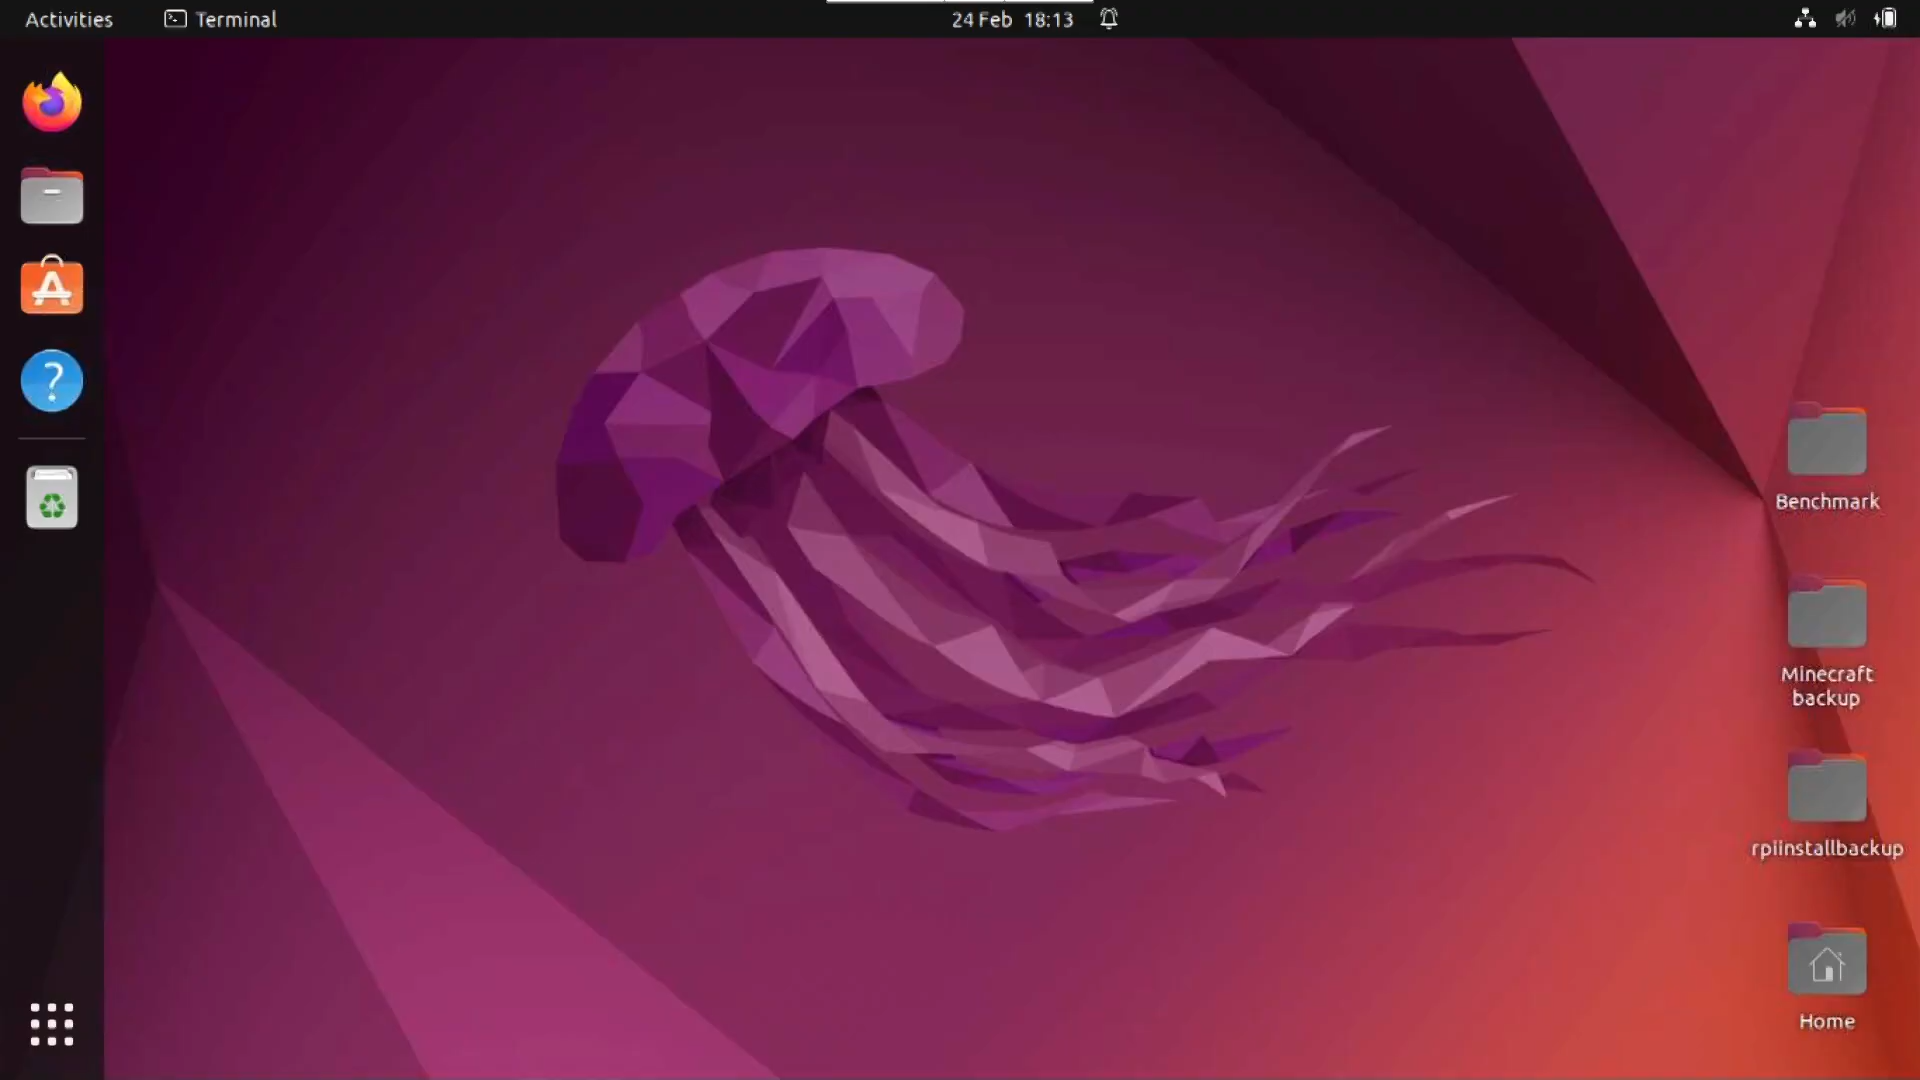 Activities
Terminal
24 Feb 18:13
Benchmark
Minecraft
backup
rpiinstallbackup
Home